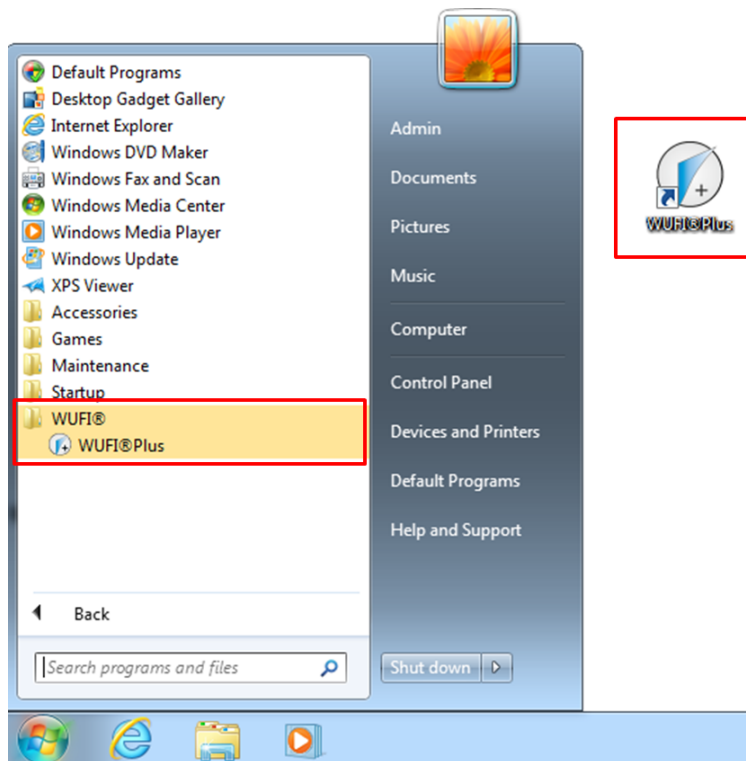 Default Programs
Desktop Gadget Gallery
Internet Explorer
Windows DVD Maker
Windows Fax and Scan
Windows Media Center
Windows Media Player
Windows Update
XPS Viewer
Accessories
Games
Maintenance
Startup
WUFI®
WUFI®Plus
Back
Search programs and files
Admin
Documents
Pictures
Music
Computer
Control Panel
Devices and Printers
Default Programs
Help and Support
Shut down
WUFI®Plus